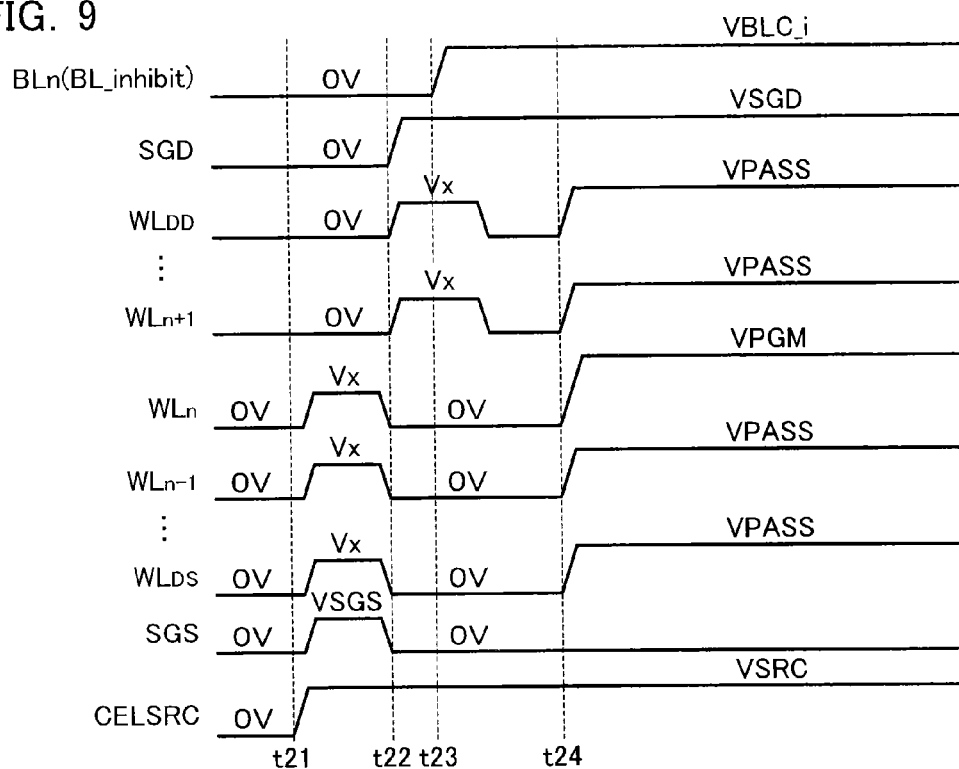 FIG. 9
VBLC_i
BLn(BL_inhibit) 0V
VSGD
SGD 0V
Vx VPASS
WLDD 0V
⋮
Vx VPASS
WLn+1 0V
VPGM
Vx
WLn 0V 0V
Vx VPASS
WLn-1 0V 0V
⋮
Vx VPASS
WLDS 0V 0V
VSGS
SGS 0V 0V
VSRC
CELSRC 0V
t21 t22 t23 t24